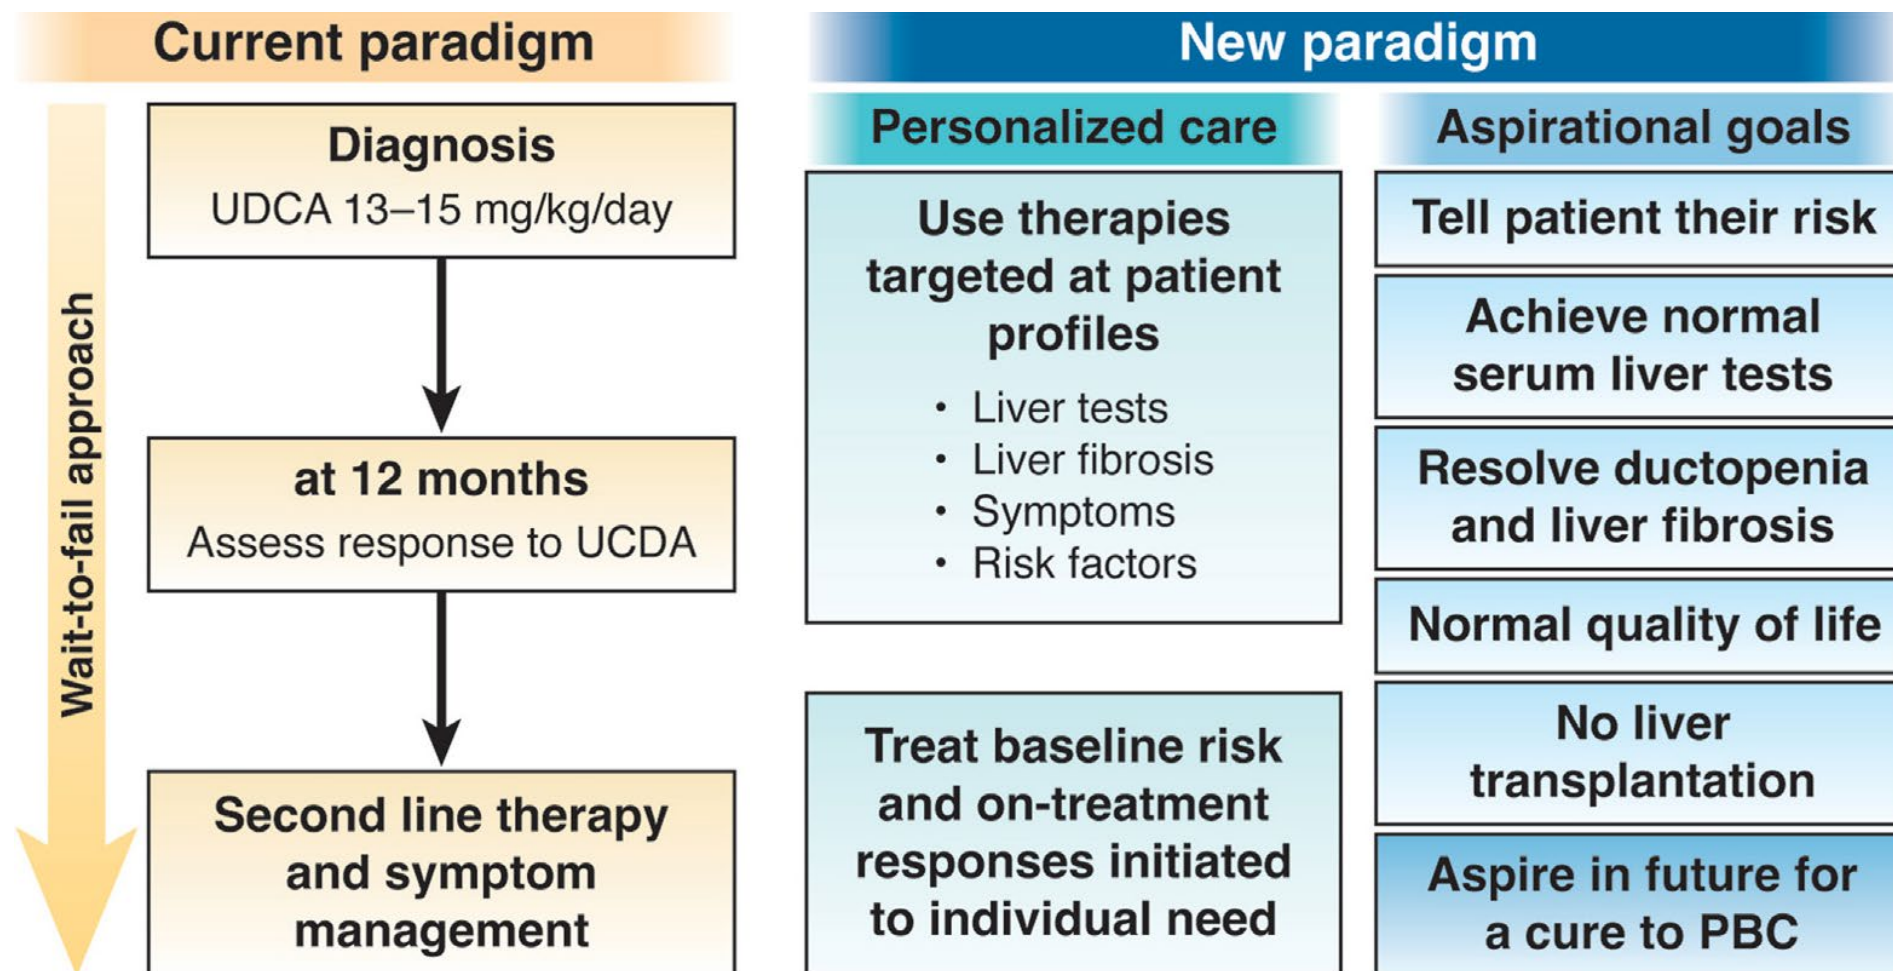 Current paradigm
Wait-to-fail approach
Diagnosis
UDCA 13–15 mg/kg/day
at 12 months
Assess response to UCDA
Second line therapy
and symptom
management
New paradigm
Personalized care
Use therapies
targeted at patient
profiles
• Liver tests
• Liver fibrosis
• Symptoms
• Risk factors
Treat baseline risk
and on-treatment
responses initiated
to individual need
Aspirational goals
Tell patient their risk
Achieve normal
serum liver tests
Resolve ductopenia
and liver fibrosis
Normal quality of life
No liver
transplantation
Aspire in future for
a cure to PBC